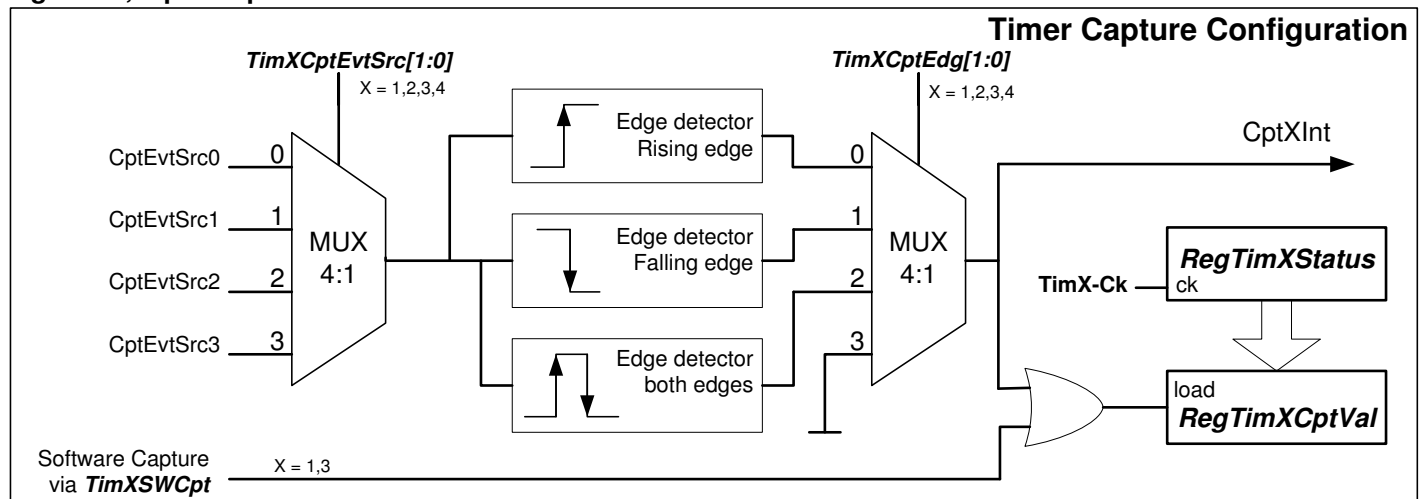 Timer Capture Configuration
TimXCptEvtSrc[1:0]
X = 1,2,3,4
TimXCptEdg[1:0]
X = 1,2,3,4
CptEvtSrc0
0
CptEvtSrc1
1
CptEvtSrc2
2
CptEvtSrc3
3
MUX
4:1
Edge detector
Rising edge
Edge detector
Falling edge
Edge detector
both edges
0
1
2
3
MUX
4:1
CptXInt
RegTimXStatus
TimX-Ck
ck
load
RegTimXCptVal
Software Capture
via TimXSWCpt
X = 1,3